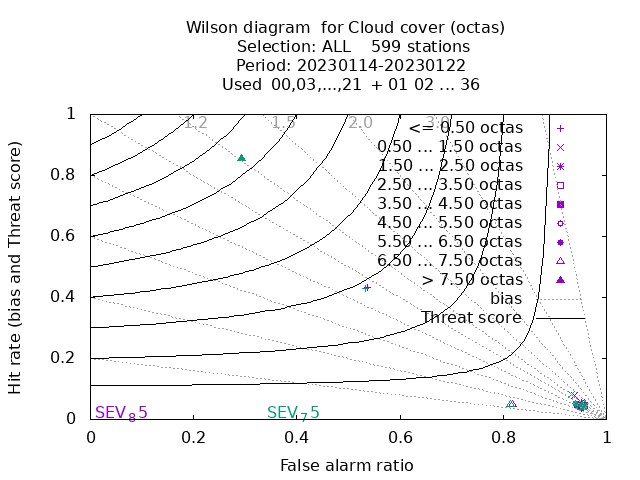 Wilson diagram  for Cloud cover (octas)
Selection: ALL    599 stations
Period: 20230114-20230122
Used  00,03,...,21  + 01 02 ... 36
Hit rate (bias and Threat score)
1
0.8
0.6
0.4
0.2
0
1.2
1.5
2.0
3.0
<= 0.50 octas
0.50 ... 1.50 octas
1.50 ... 2.50 octas
2.50 ... 3.50 octas
3.50 ... 4.50 octas
4.50 ... 5.50 octas
5.50 ... 6.50 octas
6.50 ... 7.50 octas
> 7.50 octas
bias
Threat score
SEV85
SEV75
0 0.2 0.4 0.6 0.8 1
False alarm ratio